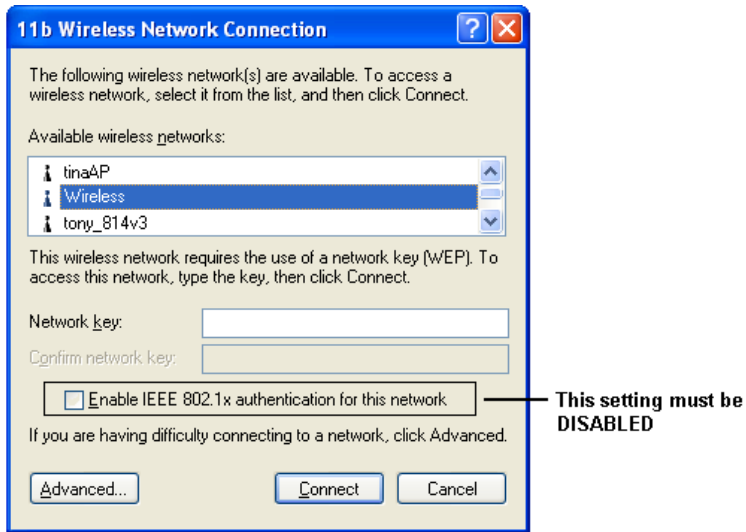 11b Wireless Network Connection
The following wireless network(s) are available. To access a
wireless network, select it from the list, and then click Connect.
Available wireless networks:
tinaAP
Wireless
tony_814v3
This wireless network requires the use of a network key (WEP). To
access this network, type the key, then click Connect.
Network key:
Confirm network key:
Enable IEEE 802.1x authentication for this network
This setting must be
DISABLED
If you are having difficulty connecting to a network, click Advanced.
Advanced...
Connect
Cancel